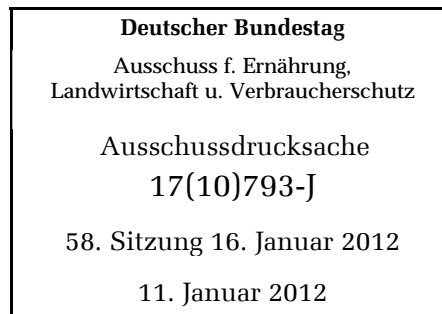 Deutscher Bundestag
Ausschuss f. Ernährung,
Landwirtschaft u. Verbraucherschutz
Ausschussdrucksache
17(10)793-J
58. Sitzung 16. Januar 2012
11. Januar 2012